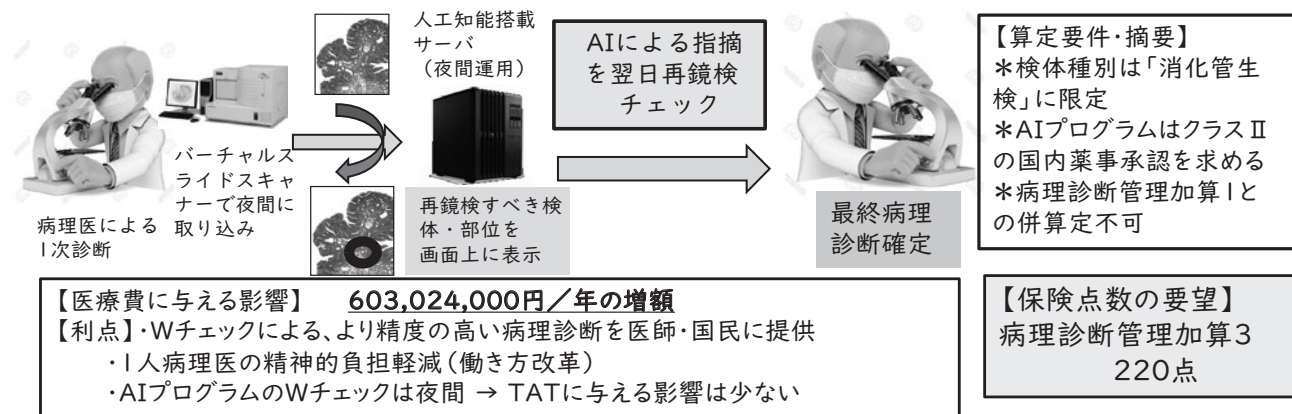 病理医による
1次診断
バーチャルス
ライドスキャ
ナーで夜間に
取り込み
人工知能搭載
サーバ
（夜間運用）
再鏡検すべき検
体・部位を
画面上に表示
AIによる指摘
を翌日再鏡検
チェック
最終病理
診断確定
【算定要件・摘要】
＊検体種別は「消化管生
検」に限定
＊AIプログラムはクラスⅡ
の国内薬事承認を求める
＊病理診断管理加算1と
の併算定不可
【医療費に与える影響】 603,024,000円／年の増額
【利点】・Wチェックによる、より精度の高い病理診断を医師・国民に提供
・1人病理医の精神的負担軽減（働き方改革）
・AIプログラムのWチェックは夜間 → TATに与える影響は少ない
【保険点数の要望】
病理診断管理加算3
220点